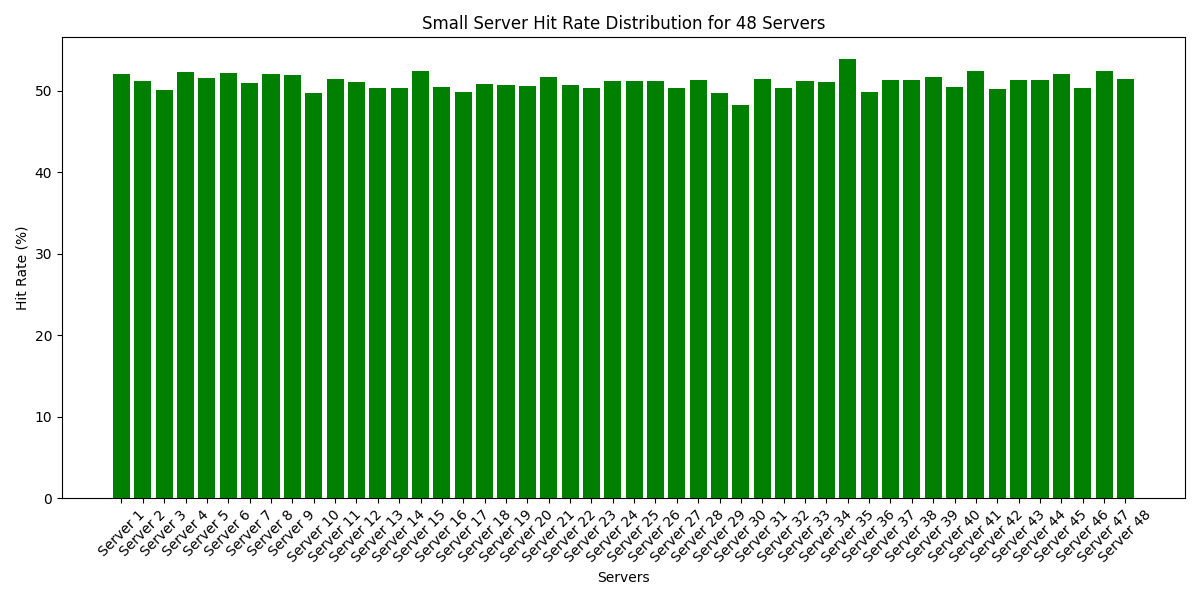 Small Server Hit Rate Distribution for 48 Servers
Hit Rate (%)
50
40
30
20
10
0
Server 1
Server 2
Server 3
Server 4
Server 5
Server 6
Server 7
Server 8
Server 9
Server 10
Server 11
Server 12
Server 13
Server 14
Server 15
Server 16
Server 17
Server 18
Server 19
Server 20
Server 21
Server 22
Server 23
Server 24
Server 25
Server 26
Server 27
Server 28
Server 29
Server 30
Server 31
Server 32
Server 33
Server 34
Server 35
Server 36
Server 37
Server 38
Server 39
Server 40
Server 41
Server 42
Server 43
Server 44
Server 45
Server 46
Server 47
Server 48
Servers